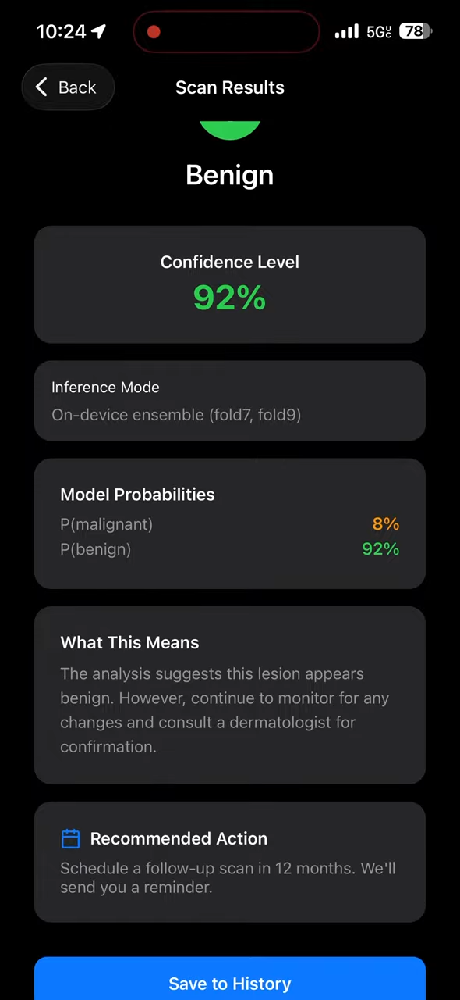 10:24
5G
78
Back
Scan Results
Benign
Confidence Level
92%
Inference Mode
On-device ensemble (fold7, fold9)
Model Probabilities
P(malignant) 8%
P(benign) 92%
What This Means
The analysis suggests this lesion appears
benign. However, continue to monitor for any
changes and consult a dermatologist for
confirmation.
Recommended Action
Schedule a follow-up scan in 12 months. We'll
send you a reminder.
Save to History